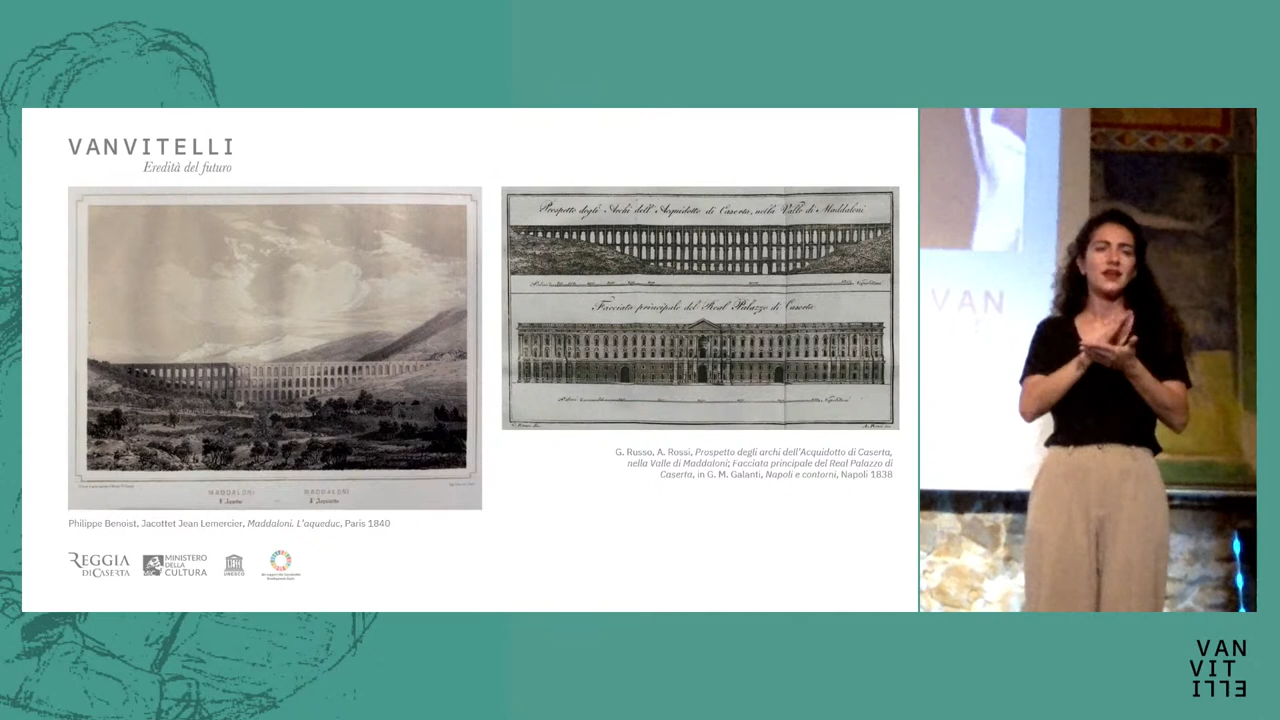 VANVITELLI
Eredità del futuro
MADDALONI
MADDALONI
L'Aqueduc
L'Aquedotto
Philippe Benoist, Jacottet Jean Lemercier, Maddaloni. L'aqueduc, Paris 1840
Prospetto degli Archi dell'Acquidotto di Caserta, nella Valle di Maddaloni
Facciata principale del Real Palazzo di Caserta
G. Russo, A. Rossi, Prospetto degli archi dell'Acquidotto di Caserta,
nella Valle di Maddaloni; Facciata principale del Real Palazzo di
Caserta, in G. M. Galanti, Napoli e contorni, Napoli 1838
REGGIA
DI CASERTA
MINISTERO
DELLA
CULTURA
UNESCO
VAN
VAN
VIT
ELLI